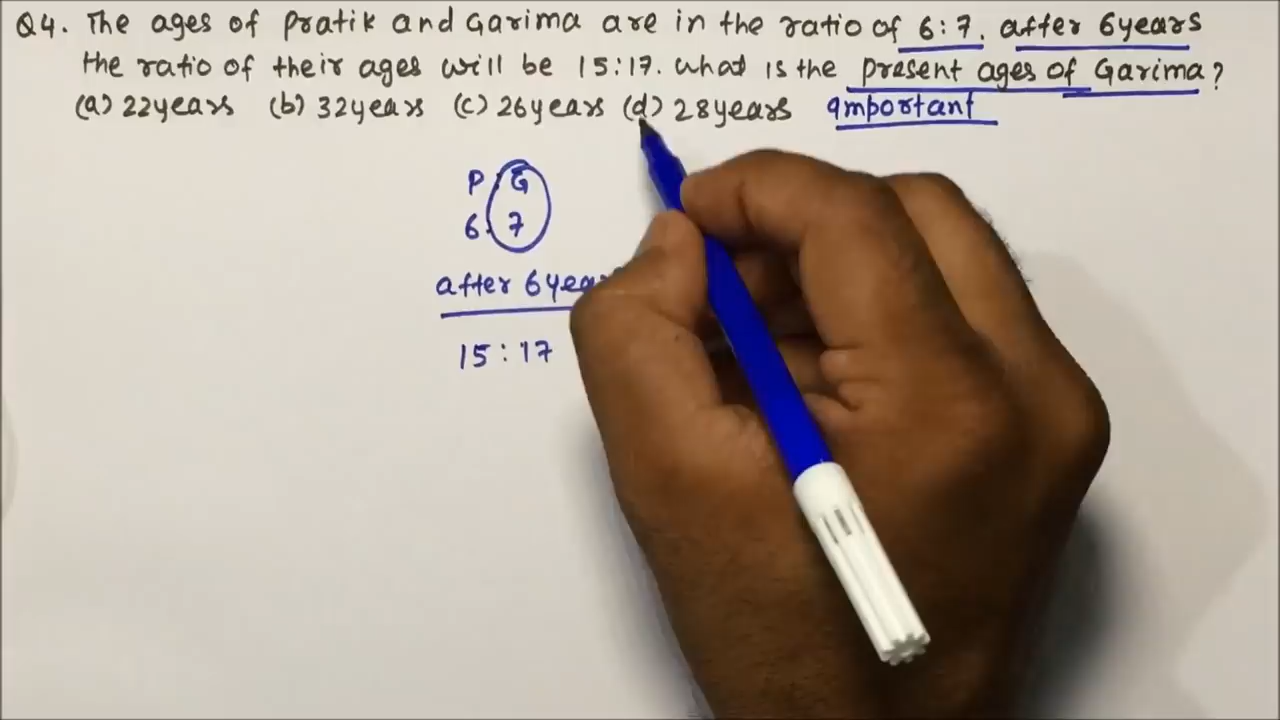 Q4. The ages of Pratik and Garima are in the ratio of 6:7. after 6years
the ratio of their ages will be 15:17. what is the present ages of Garima?
(a) 22years (b) 32years (c) 26years (d) 28years important
P : G
6 : 7
after 6year
15 : 17